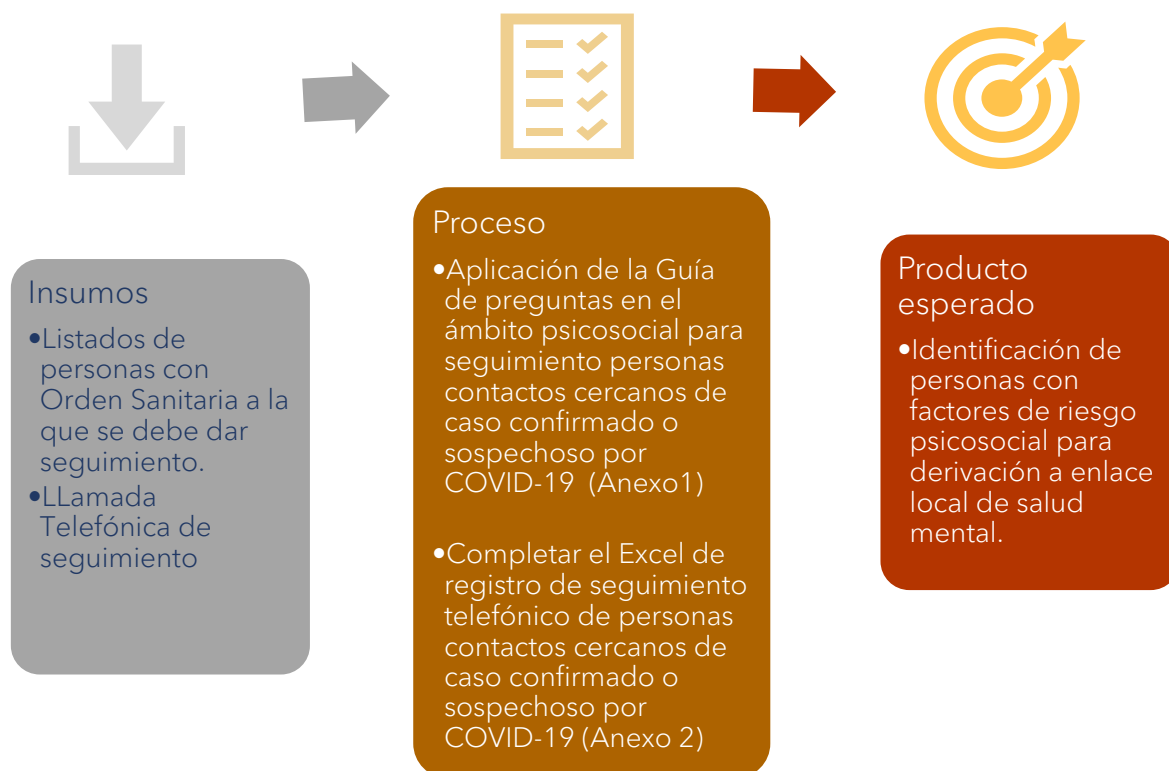 Insumos
•Listados de
personas con
Orden Sanitaria a la
que se debe dar
seguimiento.
•LLamada
Telefónica de
seguimiento
Proceso
•Aplicación de la Guía
de preguntas en el
ámbito psicosocial para
seguimiento personas
contactos cercanos de
caso confirmado o
sospechoso por
COVID-19 (Anexo1)
•Completar el Excel de
registro de seguimiento
telefónico de personas
contactos cercanos de
caso confirmado o
sospechoso por
COVID-19 (Anexo 2)
Producto
esperado
•Identificación de
personas con
factores de riesgo
psicosocial para
derivación a enlace
local de salud
mental.